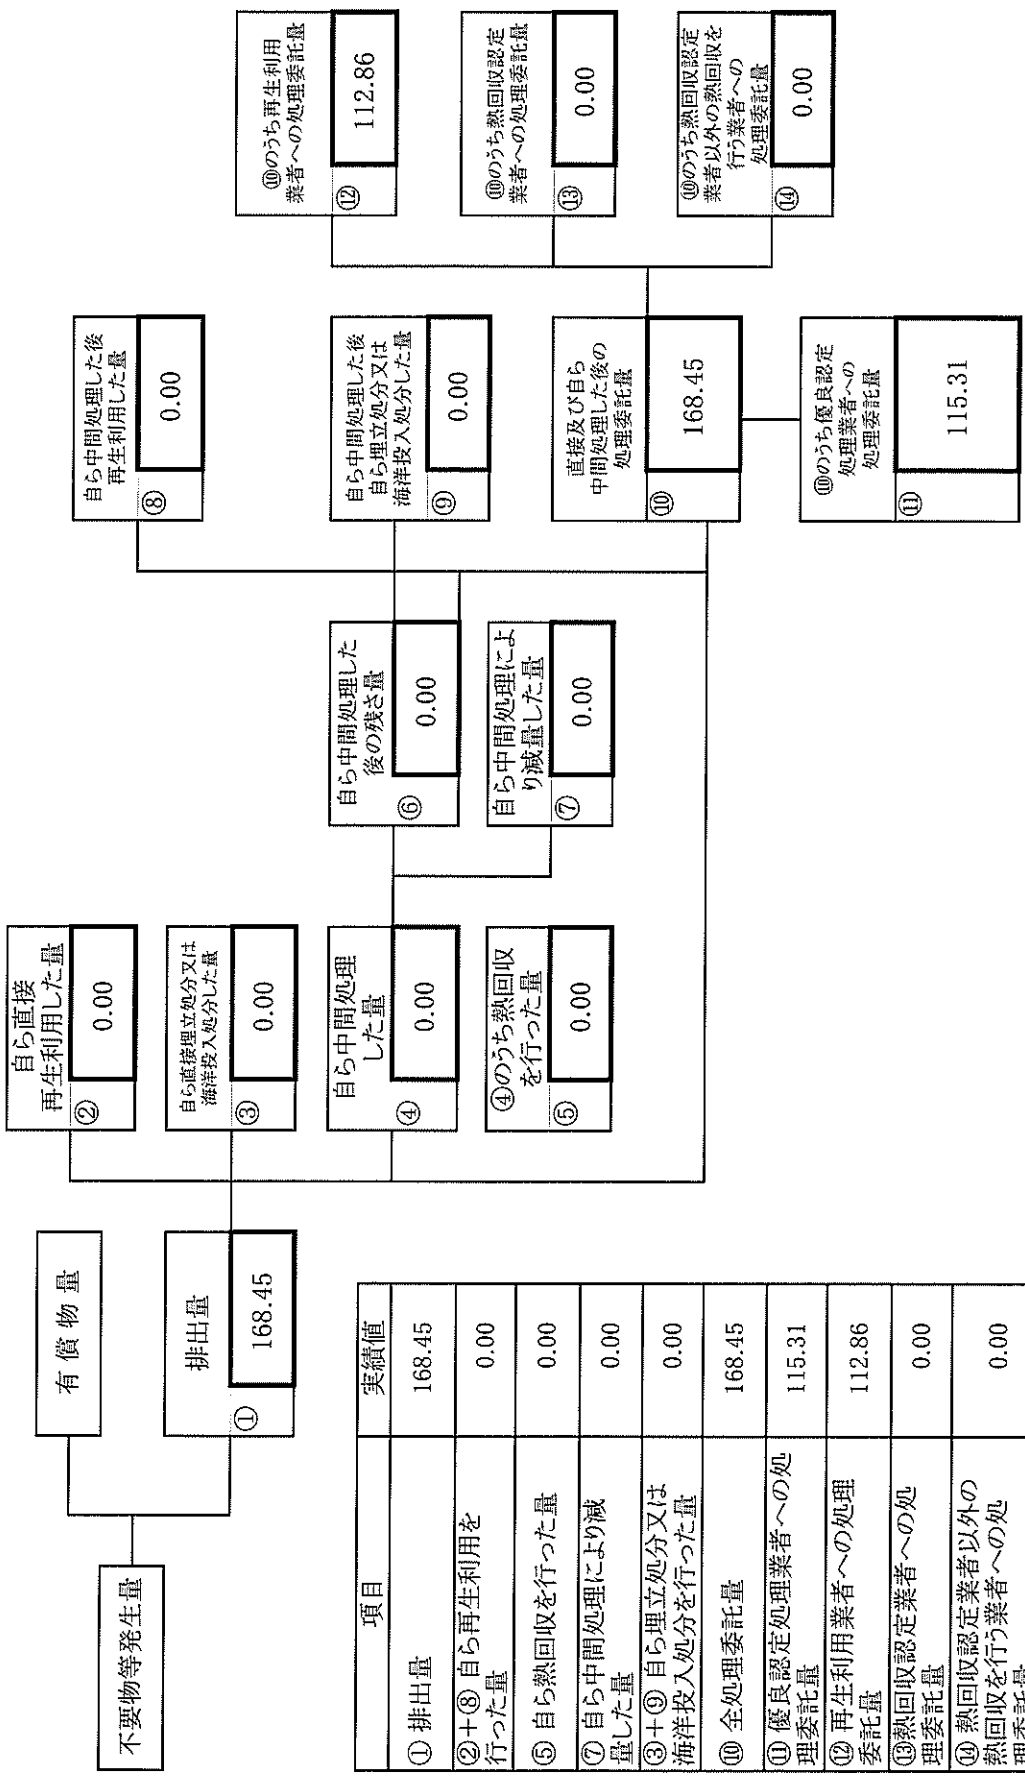 不要物等発生量
有償物量
排出量
①
168.45
自ら直接
再生利用した量
②
0.00
自ら直接埋立処分又は
海洋投入処分した量
③
0.00
自ら中間処理
した量
④
0.00
④のうち熱回収
を行った量
⑤
0.00
自ら中間処理した
後の残さ量
⑥
0.00
自ら中間処理によ
り減量した量
⑦
0.00
自ら中間処理した後
再生利用した量
⑧
0.00
自ら中間処理した後
自ら埋立処分又は
海洋投入処分した量
⑨
0.00
直接及び自ら
中間処理した後の
処理委託量
⑩
168.45
⑩のうち優良認定
処理業者への
処理委託量
⑪
115.31
⑩のうち再生利用
業者への処理委託量
⑫
112.86
⑩のうち熱回収認定
業者への処理委託量
⑬
0.00
⑩のうち熱回収認定
業者以外の熱回収を
行う業者への
処理委託量
⑭
0.00
項目 実績値
① 排出量 168.45
②+⑧ 自ら再生利用を
行った量 0.00
⑤ 自ら熱回収を行った量 0.00
⑦ 自ら中間処理により減
量した量 0.00
③+⑨ 自ら埋立処分又は
海洋投入処分を行った量 0.00
⑩ 全処理委託量 168.45
⑪ 優良認定処理業者への処
理委託量 115.31
⑫ 再生利用業者への処理
委託量 112.86
⑬熱回収認定業者への処
理委託量 0.00
⑭ 熱回収認定業者以外の
熱回収を行う業者への処
理委託量 0.00